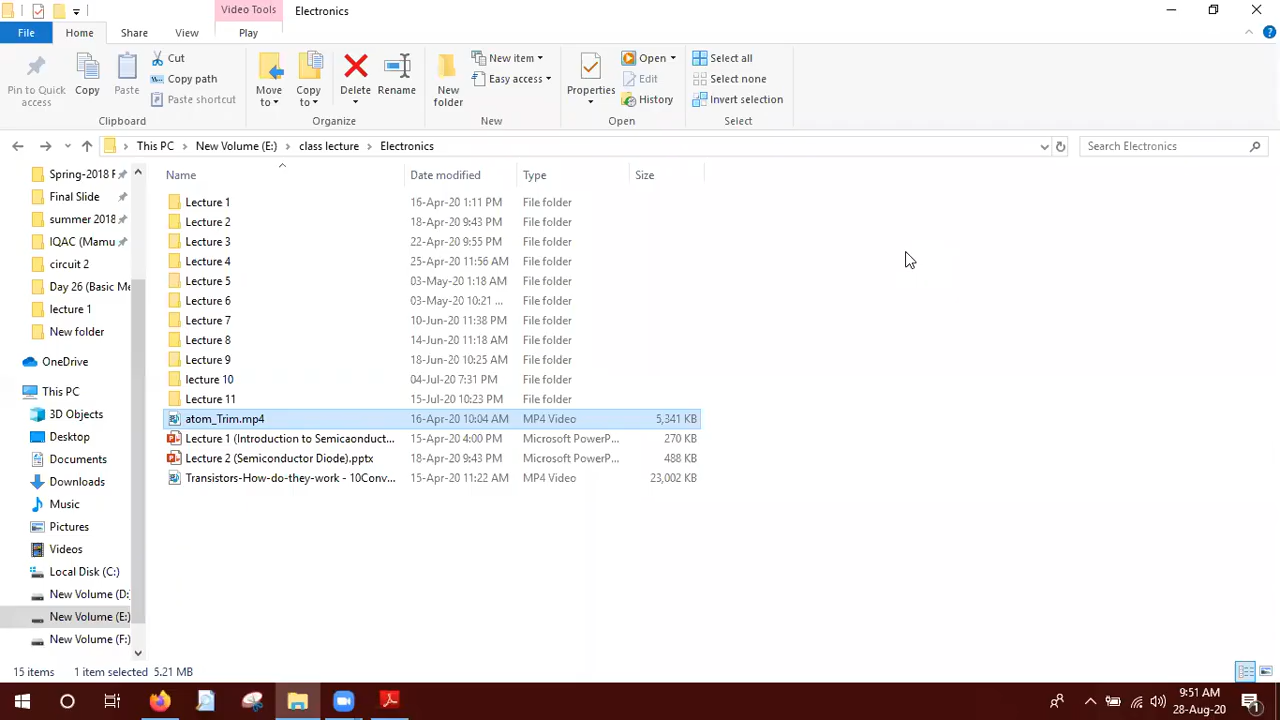 Video Tools Electronics
File Home Share View Play
Pin to Quick access
Copy
Paste
Cut
Copy path
Paste shortcut
Clipboard
Move to
Copy to
Delete
Rename
Organize
New folder
New item
Easy access
New
Properties
Open
Edit
History
Open
Select all
Select none
Invert selection
Select
This PC > New Volume (E:) > class lecture > Electronics
Search Electronics
Spring-2018 F
Final Slide
summer 2018
IQAC (Mamu
circuit 2
Day 26 (Basic Me
lecture 1
New folder
OneDrive
This PC
3D Objects
Desktop
Documents
Downloads
Music
Pictures
Videos
Local Disk (C:)
New Volume (D:
New Volume (E:)
New Volume (F:)
Name Date modified Type Size
Lecture 1 16-Apr-20 1:11 PM File folder
Lecture 2 18-Apr-20 9:43 PM File folder
Lecture 3 22-Apr-20 9:55 PM File folder
Lecture 4 25-Apr-20 11:56 AM File folder
Lecture 5 03-May-20 1:18 AM File folder
Lecture 6 03-May-20 10:21 ... File folder
Lecture 7 10-Jun-20 11:38 PM File folder
Lecture 8 14-Jun-20 11:18 AM File folder
Lecture 9 18-Jun-20 10:25 AM File folder
lecture 10 04-Jul-20 7:31 PM File folder
Lecture 11 15-Jul-20 10:23 PM File folder
atom_Trim.mp4 16-Apr-20 10:04 AM MP4 Video 5,341 KB
Lecture 1 (Introduction to Semicaonduct... 15-Apr-20 4:00 PM Microsoft PowerP... 270 KB
Lecture 2 (Semiconductor Diode).pptx 18-Apr-20 9:43 PM Microsoft PowerP... 488 KB
Transistors-How-do-they-work - 10Conv... 15-Apr-20 11:22 AM MP4 Video 23,002 KB
15 items 1 item selected 5.21 MB
9:51 AM
28-Aug-20
1